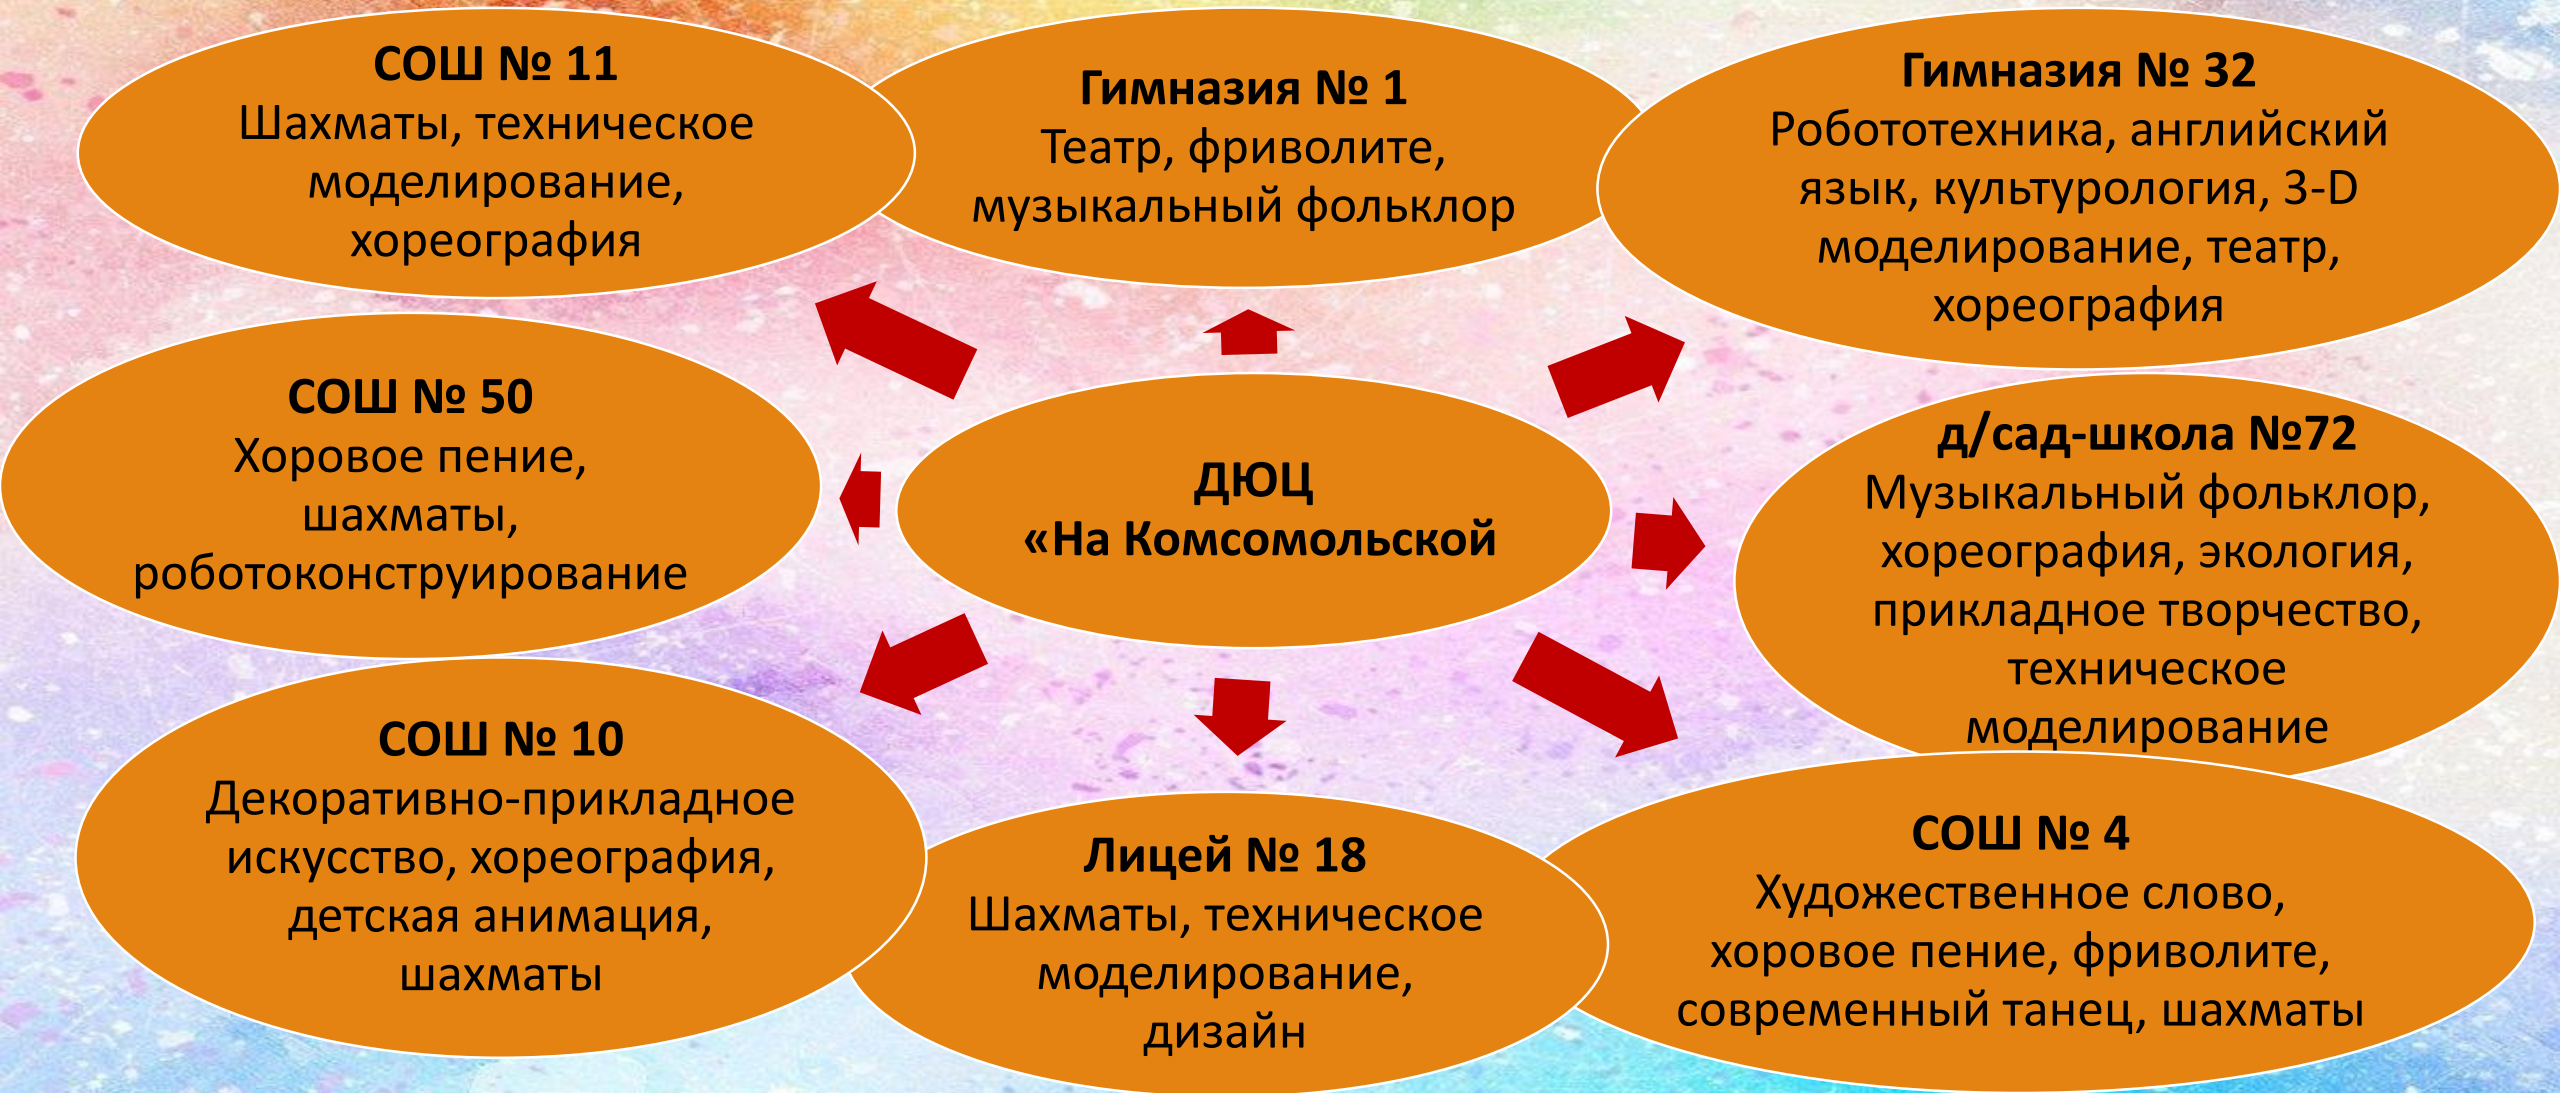 СОШ № 11
Шахматы, техническое
моделирование,
хореография
Гимназия № 1
Театр, фриволите,
музыкальный фольклор
Гимназия № 32
Робототехника, английский
язык, культурология, 3-D
моделирование, театр,
хореография
СОШ № 50
Хоровое пение,
шахматы,
робоtоконструирование
ДЮЦ
«На Комсомольской
д/сад-школа №72
Музыкальный фольклор,
хореография, экология,
прикладное творчество,
техническое
моделирование
СОШ № 10
Декоративно-прикладное
искусство, хореография,
детская анимация,
шахматы
Лицей № 18
Шахматы, техническое
моделирование,
дизайн
СОШ № 4
Художественное слово,
хоровое пение, фриволите,
современный танец, шахматы